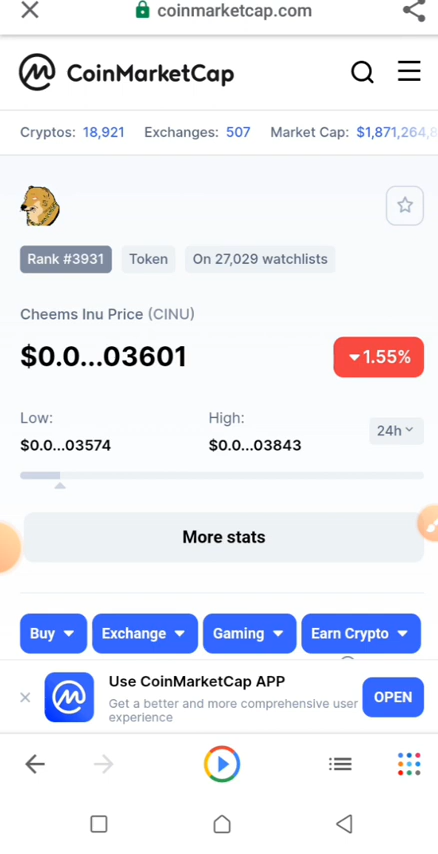 coinmarketcap.com
CoinMarketCap
Cryptos: 18,921 Exchanges: 507 Market Cap: $1,871,264,8
Rank #3931 Token On 27,029 watchlists
Cheems Inu Price (CINU)
$0.0...03601 1.55%
Low: High:
24h
$0.0...03574 $0.0...03843
More stats
Buy Exchange Gaming Earn Crypto
Use CoinMarketCap APP
Get a better and more comprehensive user
experience
OPEN